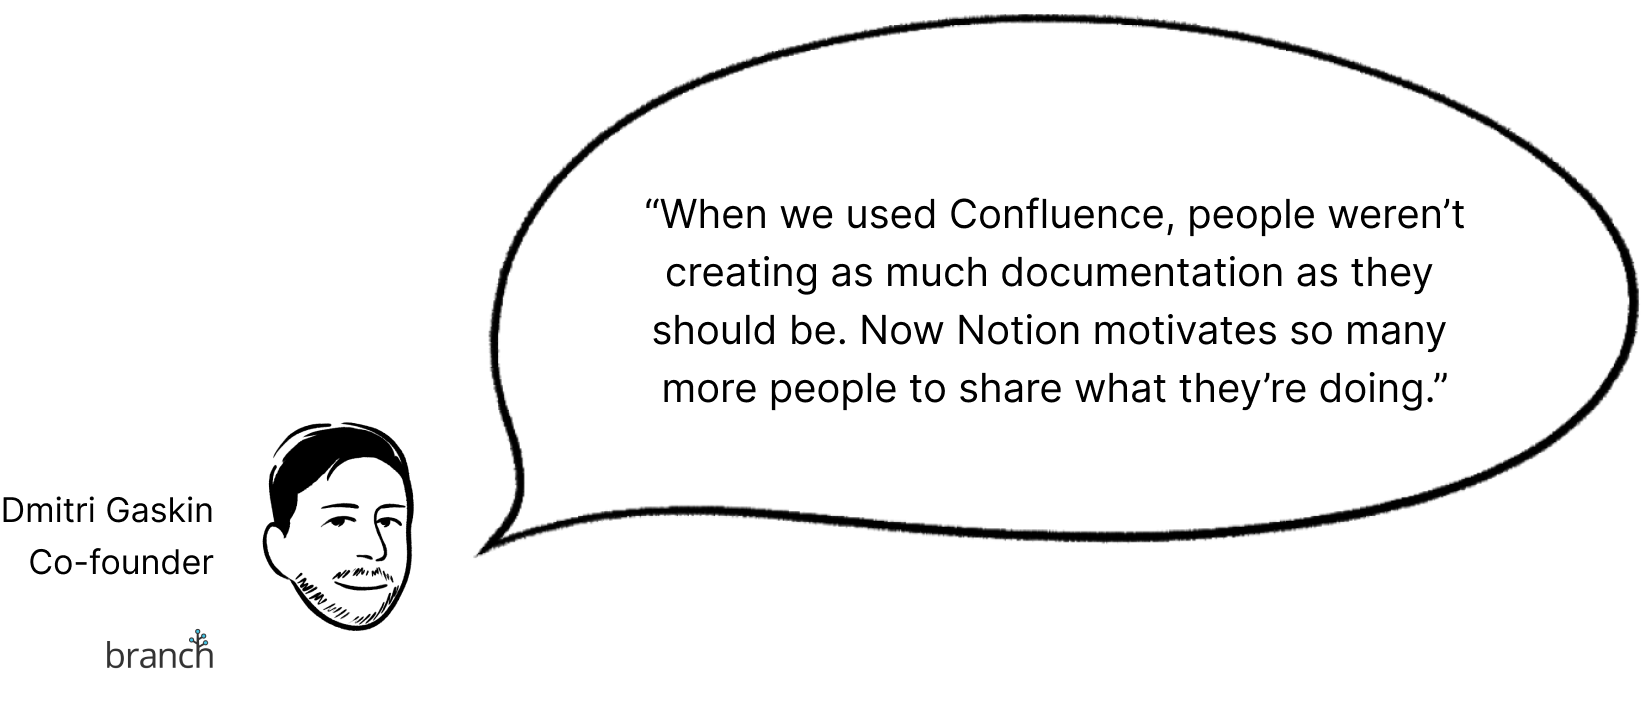 “When we used Confluence, people weren’t
creating as much documentation as they
should be. Now Notion motivates so many
more people to share what they’re doing.”
Dmitri Gaskin
Co-founder
branch